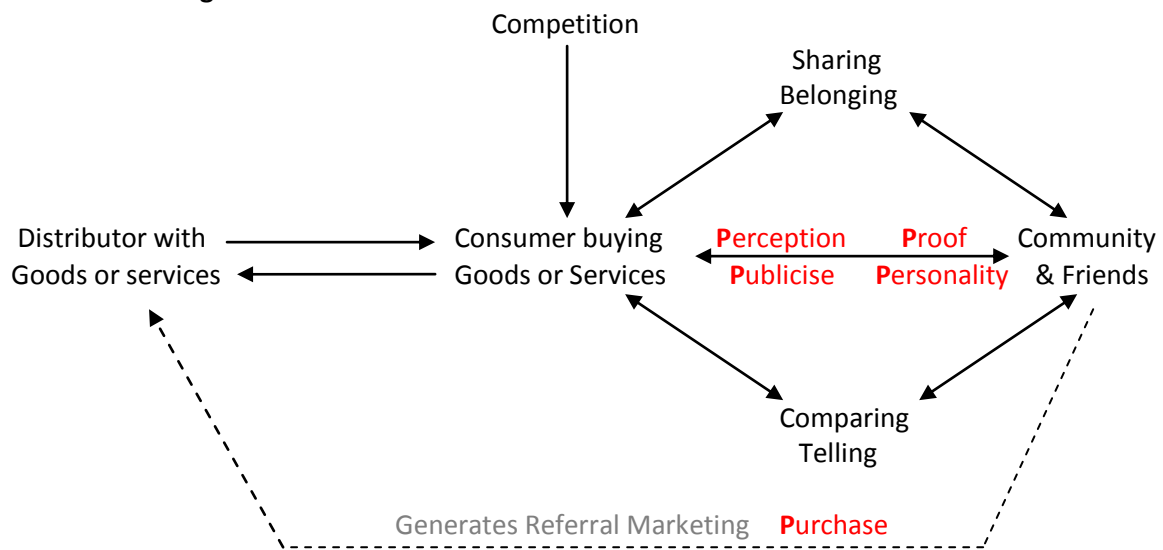 Competition
Sharing
Belonging
Distributor with
Goods or services
Consumer buying
Goods or Services
Perception Proof
Publicise Personality
Community
& Friends
Comparing
Telling
Generates Referral Marketing Purchase